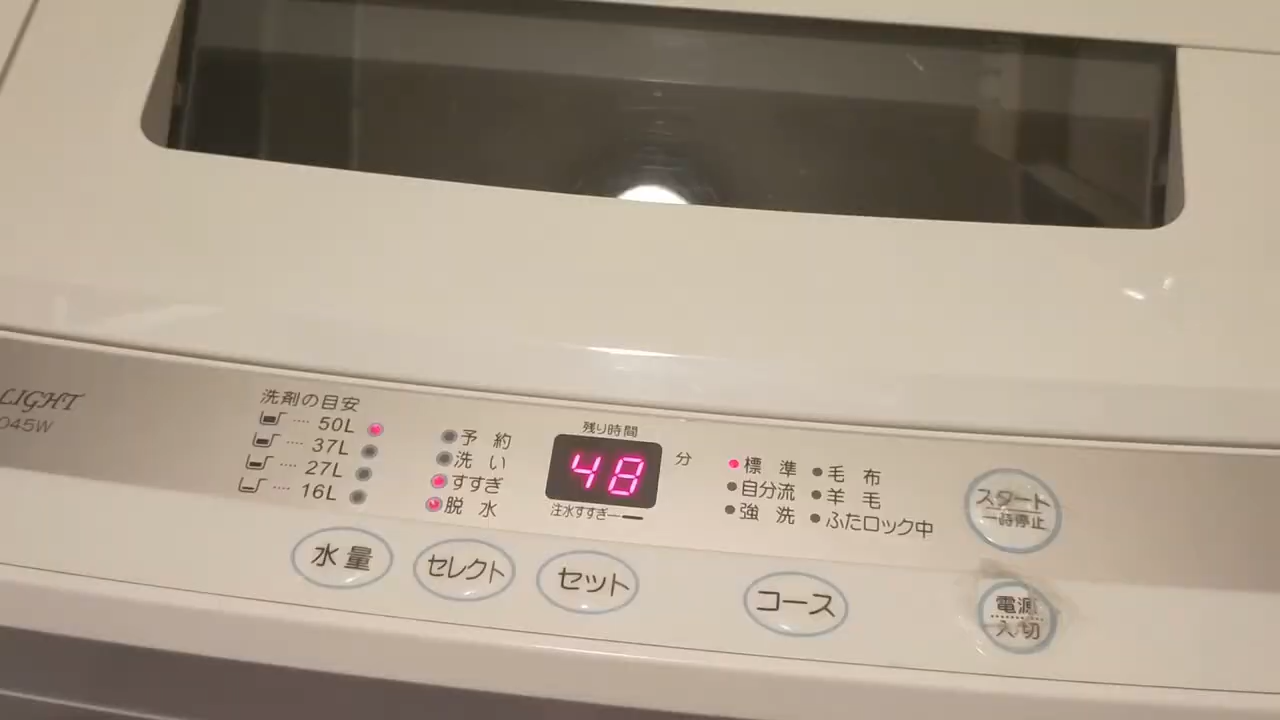 LIGHT
045W
洗剤の目安
50L
37L
27L
16L
予約
洗い
すすぎ
脱水
残り時間
48 分
注水すすぎ
標準
自分流
強洗
毛布
羊毛
ふたロック中
スタート
一時停止
水量
セレクト
セット
コース
電源
入 切